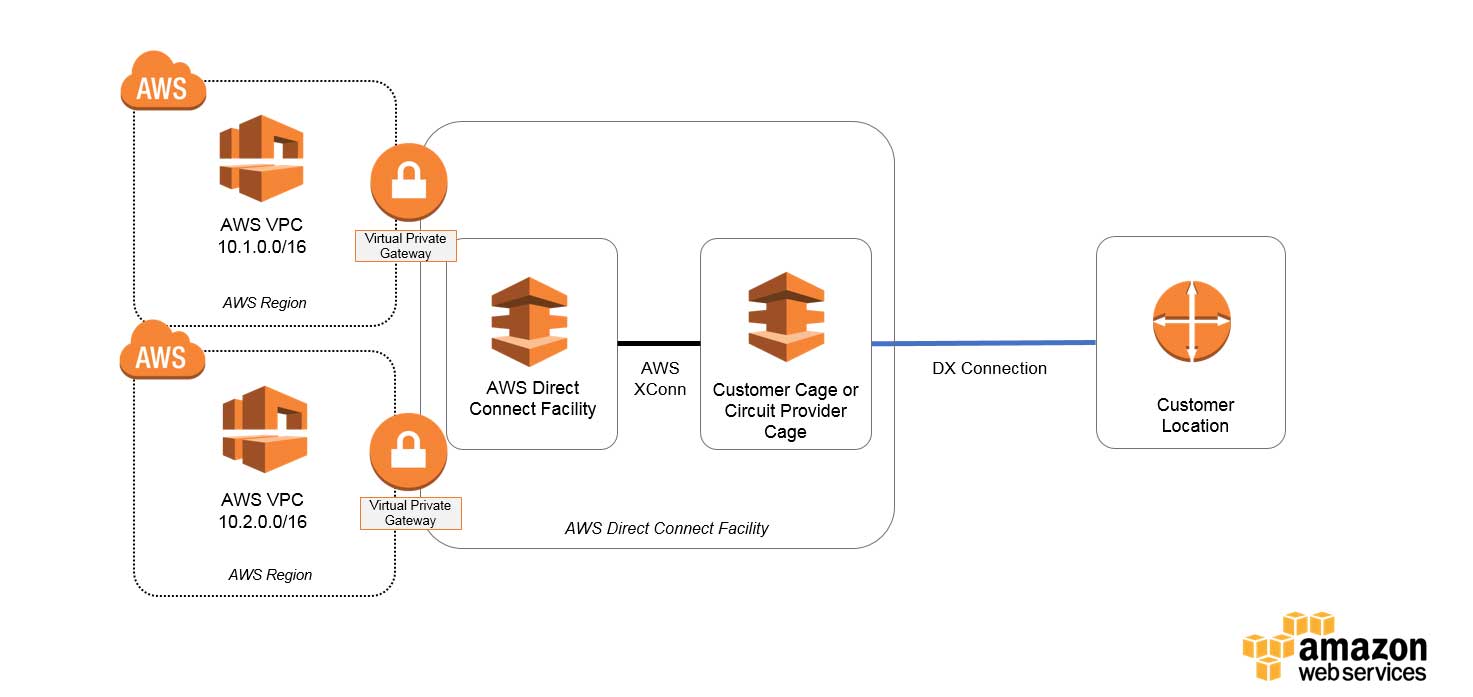 AWS
AWS VPC
10.1.0.0/16
AWS Region
Virtual Private
Gateway
AWS
AWS VPC
10.2.0.0/16
AWS Region
Virtual Private
Gateway
AWS Direct
Connect Facility
AWS
XConn
Customer Cage or
Circuit Provider
Cage
AWS Direct Connect Facility
DX Connection
Customer
Location
amazon
web services